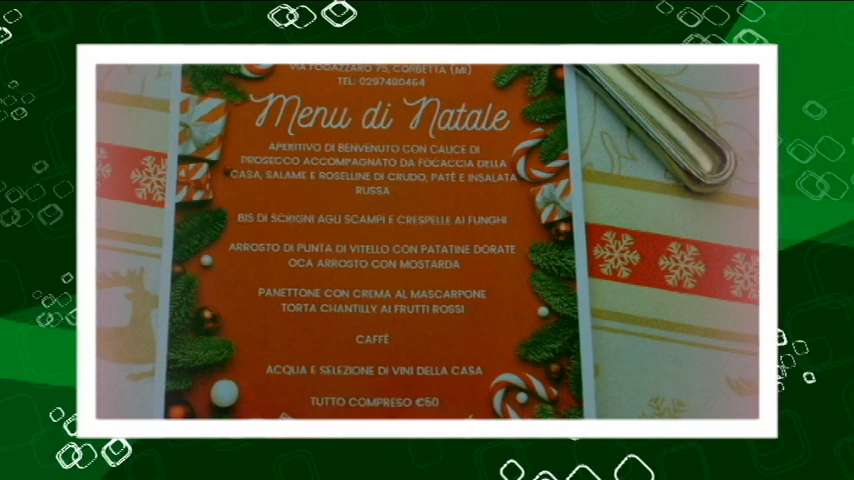 VIA FOGAZZARO 75, CORBETTA (MI)
TEL: 0297480464
Menu di Natale
APERITIVO DI BENVENUTO CON CALICE DI
PROSECCO ACCOMPAGNATO DA FOCACCIA DELLA
CASA, SALAME E ROSELLINE DI CRUDO, PATÈ E INSALATA
RUSSA
BIS DI SCRIGNI AGLI SCAMPI E CRESPELLE AI FUNGHI
ARROSTO DI PUNTA DI VITELLO CON PATATINE DORATE
OCA ARROSTO CON MOSTARDA
PANETTONE CON CREMA AL MASCARPONE
TORTA CHANTILLY AI FRUTTI ROSSI
CAFFÈ
ACQUA E SELEZIONE DI VINI DELLA CASA
TUTTO COMPRESO €60